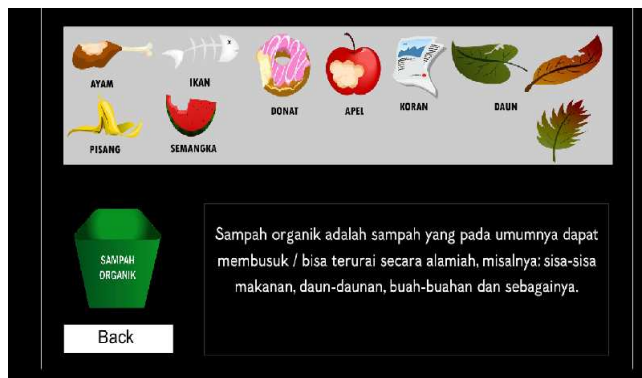 AYAM
IKAN
DONAT
APEL
KORAN
DAUN
PISANG
SEMANGKA
SAMPAH
ORGANIK
Sampah organik adalah sampah yang pada umumnya dapat
membusuk / bisa terurai secara alamiah, misalnya: sisa-sisa
makanan, daun-daunan, buah-buahan dan sebagainya.
Back